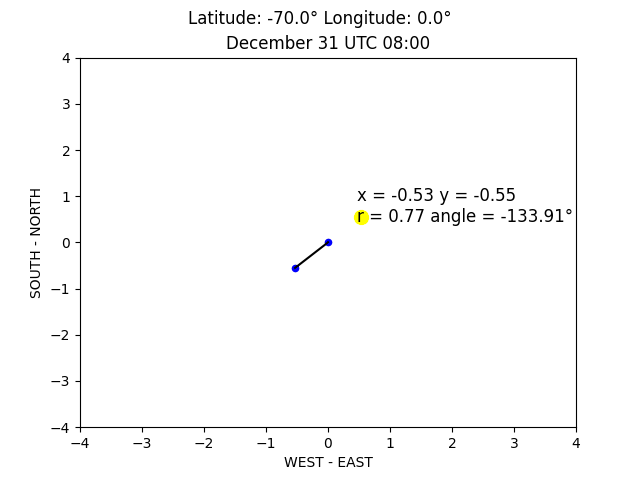 Latitude: -70.0° Longitude: 0.0°
December 31 UTC 08:00
4
3
2
1
0
−1
−2
−3
−4
SOUTH - NORTH
x = -0.53 y = -0.55
r = 0.77 angle = -133.91°
−4 −3 −2 −1 0 1 2 3 4
WEST - EAST